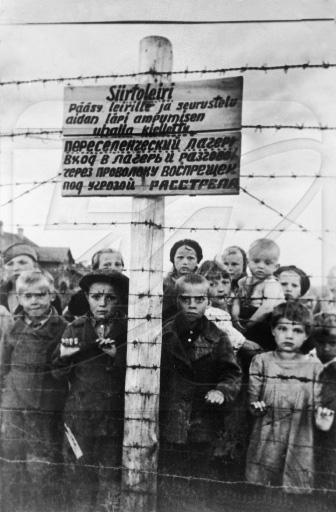 Siirtoleiri
Pääsy leirille ja seurustelu
aidan läpi ampumisen
uhalla kielletty
Переселенческий лагерь
вход в лагерь и разговор
через проволоку воспрещен
под угрозой расстрела